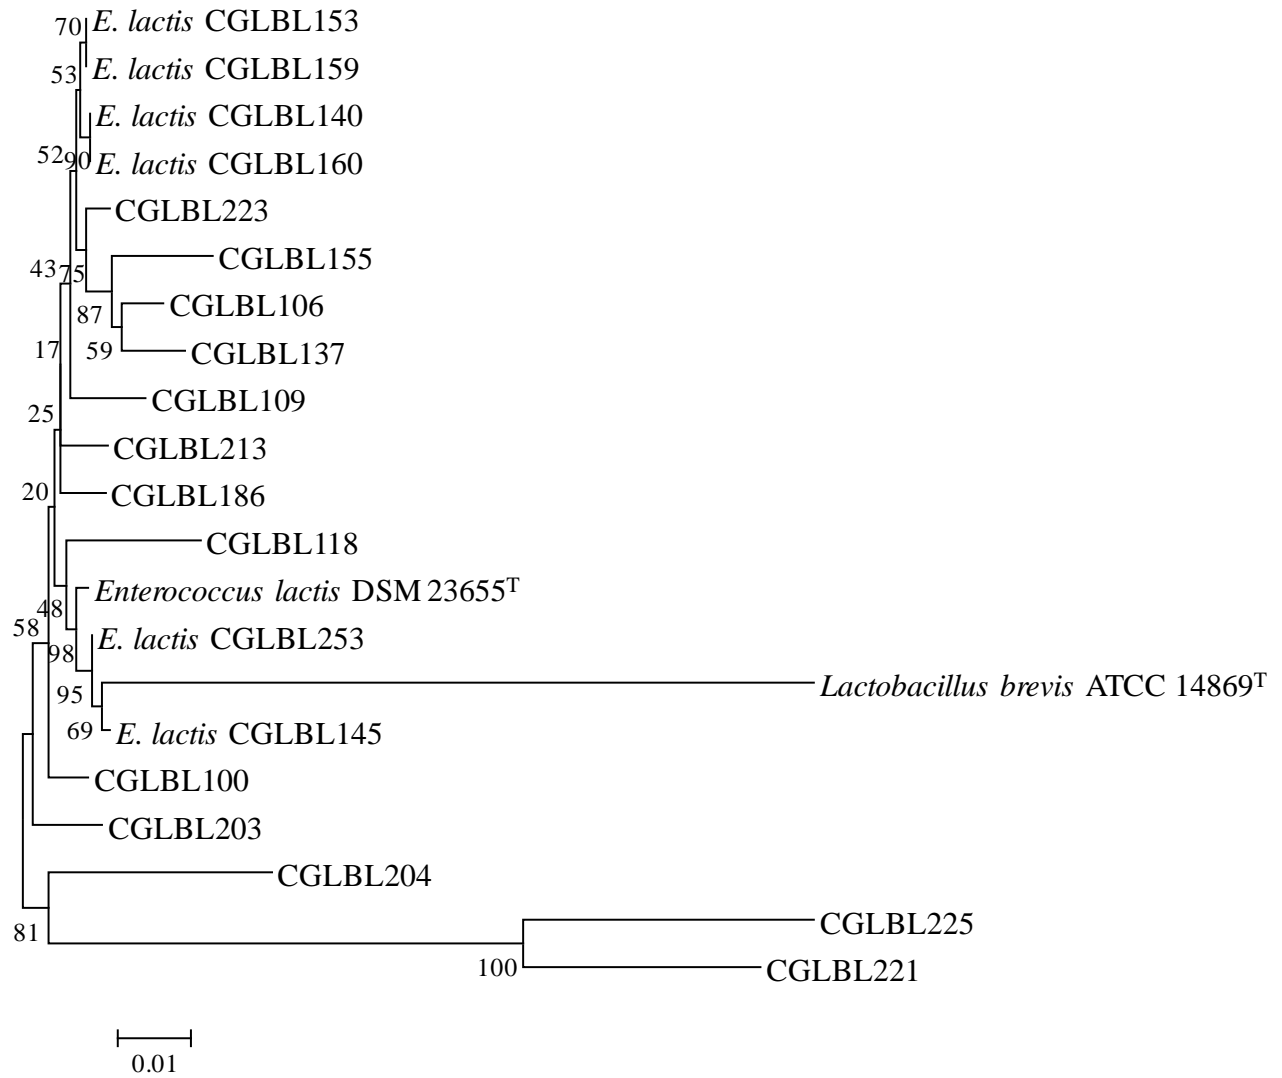 70 E. lactis CGLBL153
53 E. lactis CGLBL159
E. lactis CGLBL140
52 90 E. lactis CGLBL160
CGLBL223
43 75 CGLBL155
87 CGLBL106
17 59 CGLBL137
CGLBL109
25
CGLBL213
20 CGLBL186
CGLBL118
Enterococcus lactis DSM 23655T
48
58 E. lactis CGLBL253
98
95 Lactobacillus brevis ATCC 14869T
69 E. lactis CGLBL145
CGLBL100
CGLBL203
CGLBL204
81 CGLBL225
100 CGLBL221
0.01